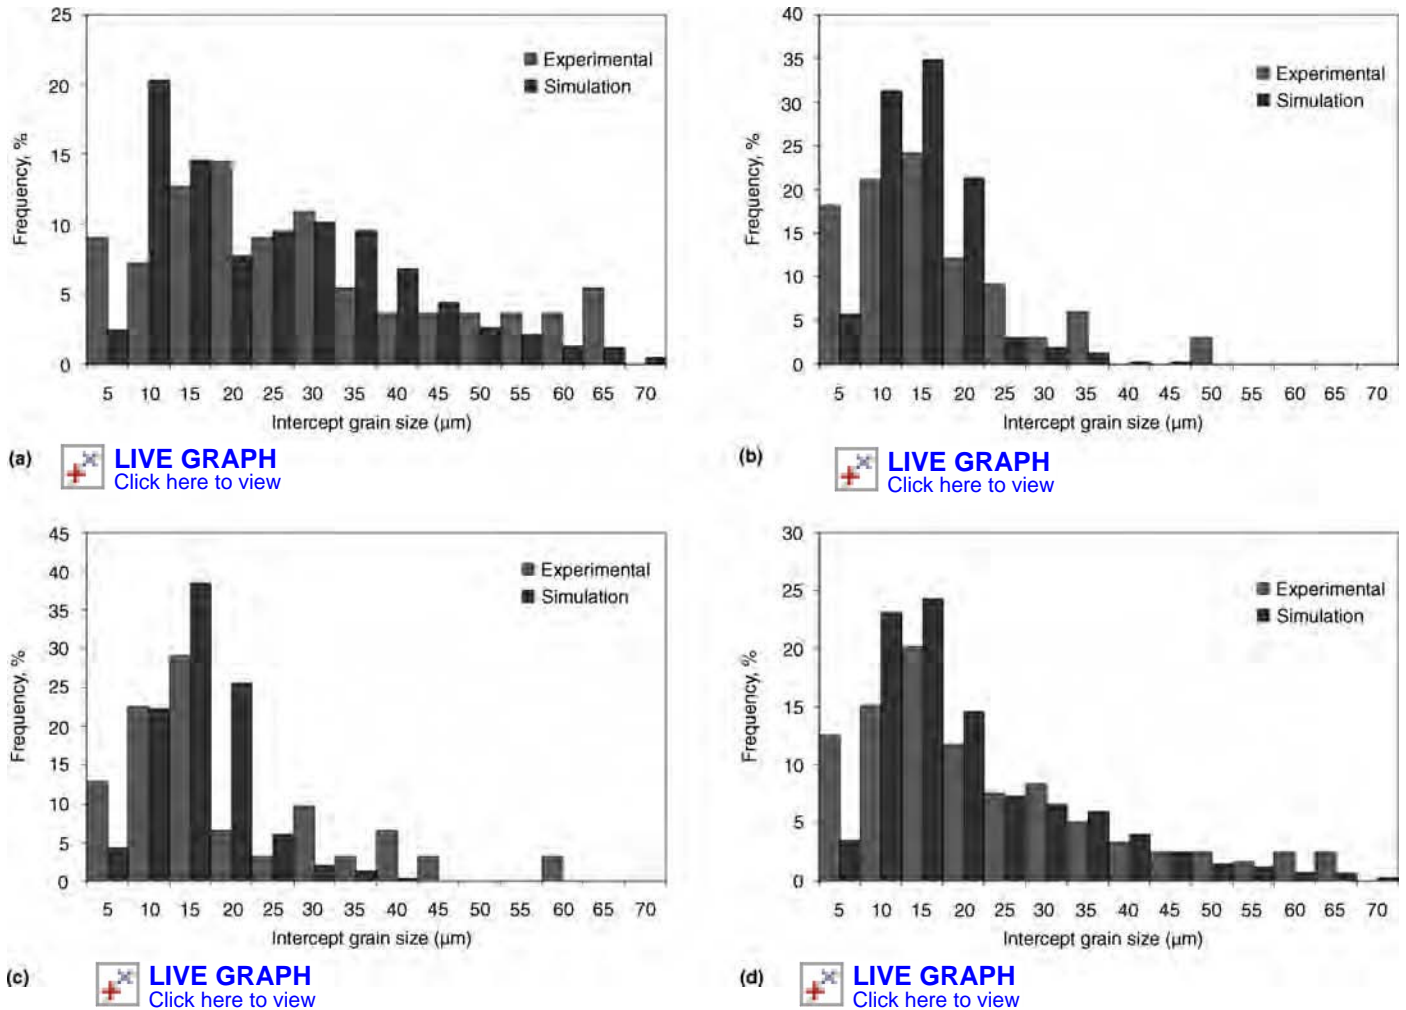 25
20
15
10
5
0
Frequency, %
Experimental
Simulation
5 10 15 20 25 30 35 40 45 50 55 60 65 70
Intercept grain size (µm)
(a)
LIVE GRAPH
Click here to view
40
35
30
25
20
15
10
5
0
Frequency, %
Experimental
Simulation
5 10 15 20 25 30 35 40 45 50 55 60 65 70
Intercept grain size (µm)
(b)
LIVE GRAPH
Click here to view
45
40
35
30
25
20
15
10
5
0
Frequency, %
Experimental
Simulation
5 10 15 20 25 30 35 40 45 50 55 60 65 70
Intercept grain size (µm)
(c)
LIVE GRAPH
Click here to view
30
25
20
15
10
5
0
Frequency, %
Experimental
Simulation
5 10 15 20 25 30 35 40 45 50 55 60 65 70
Intercept grain size (µm)
(d)
LIVE GRAPH
Click here to view